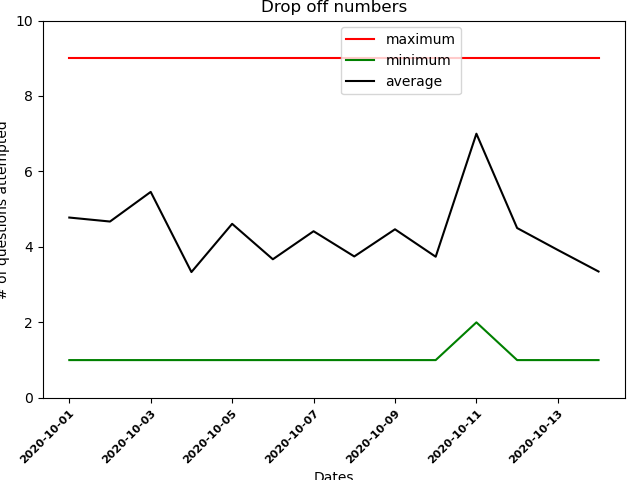 Drop off numbers
maximum
minimum
average
# of questions attempted
10
8
6
4
2
0
2020-10-01
2020-10-03
2020-10-05
2020-10-07
2020-10-09
2020-10-11
2020-10-13
Dates